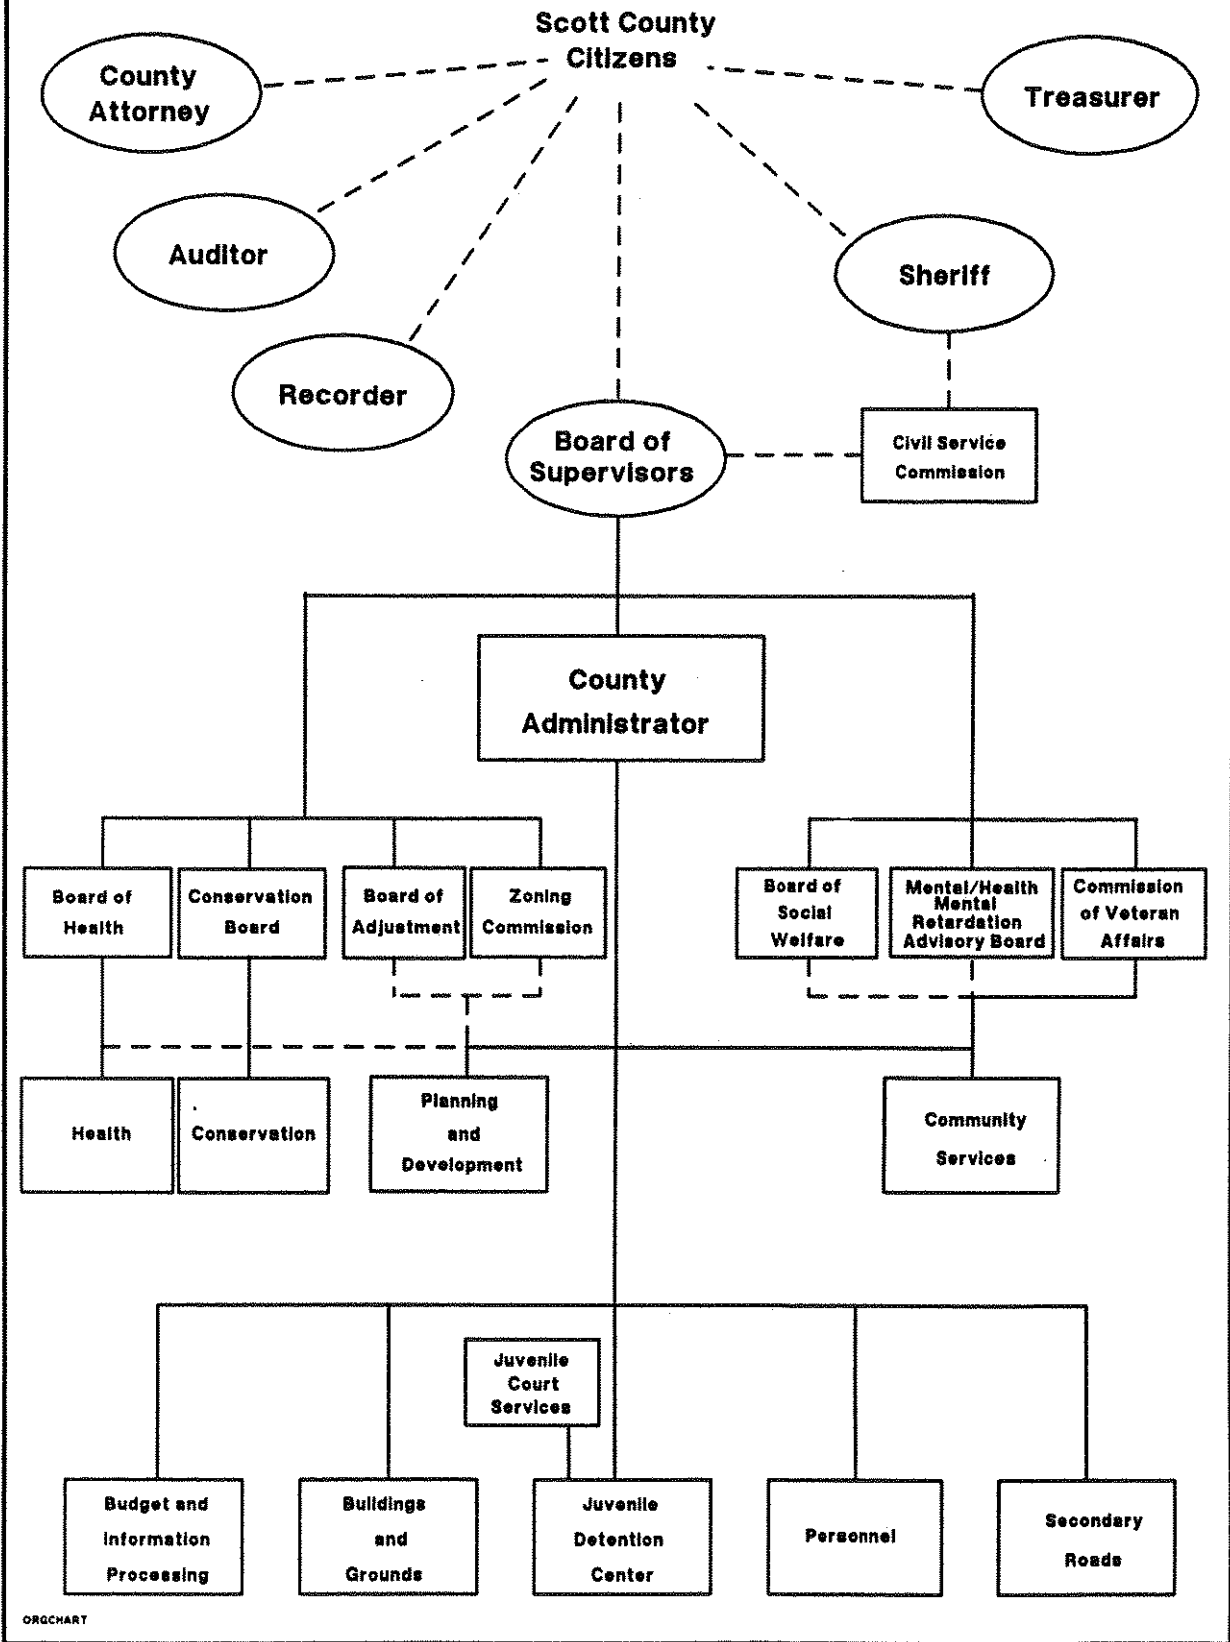 Scott County
Citizens
County
Attorney
Treasurer
Auditor
Sheriff
Recorder
Board of
Supervisors
Civil Service
Commission
County
Administrator
Board of
Health
Conservation
Board
Board of
Adjustment
Zoning
Commission
Board of
Social
Welfare
Mental/Health
Mental
Retardation
Advisory Board
Commission
of Veteran
Affairs
Health
Conservation
Planning
and
Development
Community
Services
Juvenile
Court
Services
Budget and
Information
Processing
Buildings
and
Grounds
Juvenile
Detention
Center
Personnel
Secondary
Roads
ORGCHART